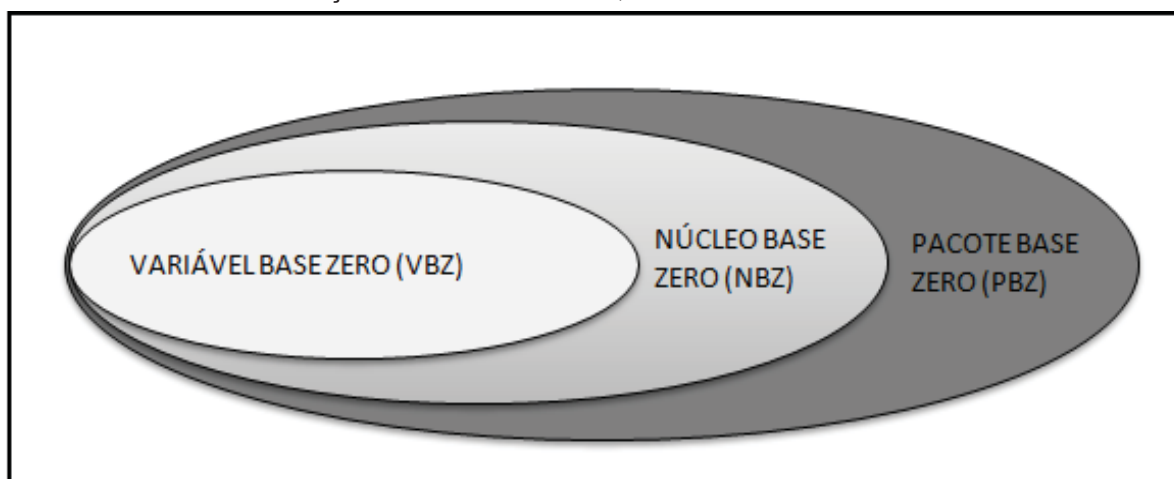 VARIÁVEL BASE ZERO (VBZ)
NÚCLEO BASE
ZERO (NBZ)
PACOTE BASE
ZERO (PBZ)